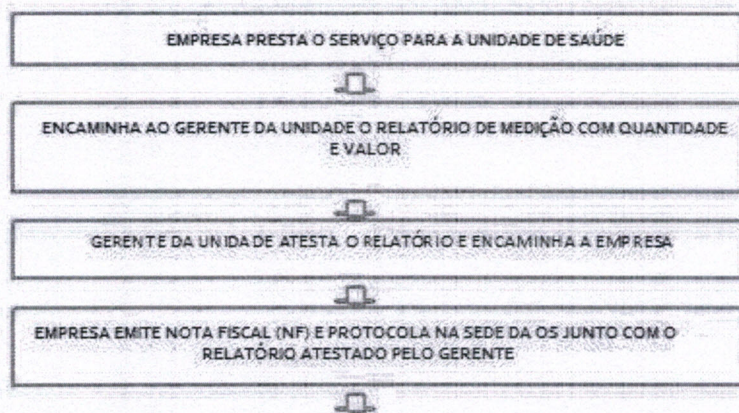 EMPRESA PRESTA O SERVIÇO PARA A UNIDADE DE SAÚDE
ENCAMINHA AO GERENTE DA UNIDADE O RELATÓRIO DE MEDIÇÃO COM QUANTIDADE
E VALOR
GERENTE DA UNIDADE ATESTA O RELATÓRIO E ENCAMINHA A EMPRESA
EMPRESA EMITE NOTA FISCAL (NF) E PROTOCOLA NA SEDE DA OS JUNTO COM O
RELATÓRIO ATESTADO PELO GERENTE